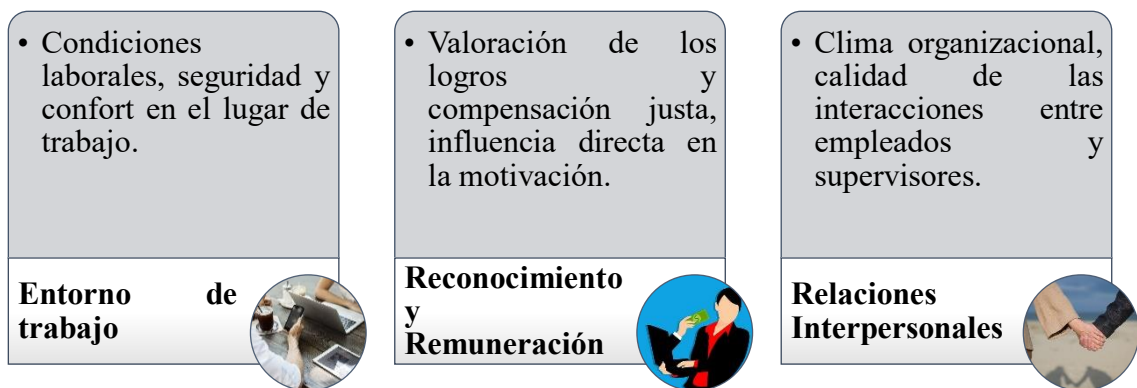 • Condiciones
laborales, seguridad y
confort en el lugar de
trabajo.
Entorno de
trabajo
• Valoración de los
logros y
compensación justa,
influencia directa en
la motivación.
Reconocimiento
y
Remuneración
• Clima organizacional,
calidad de las
interacciones entre
empleados y
supervisores.
Relaciones
Interpersonales